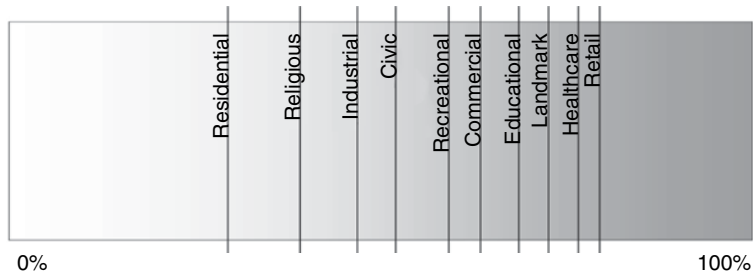 Residential
Religious
Industrial
Civic
Recreational
Commercial
Educational
Landmark
Healthcare
Retail
0%
100%